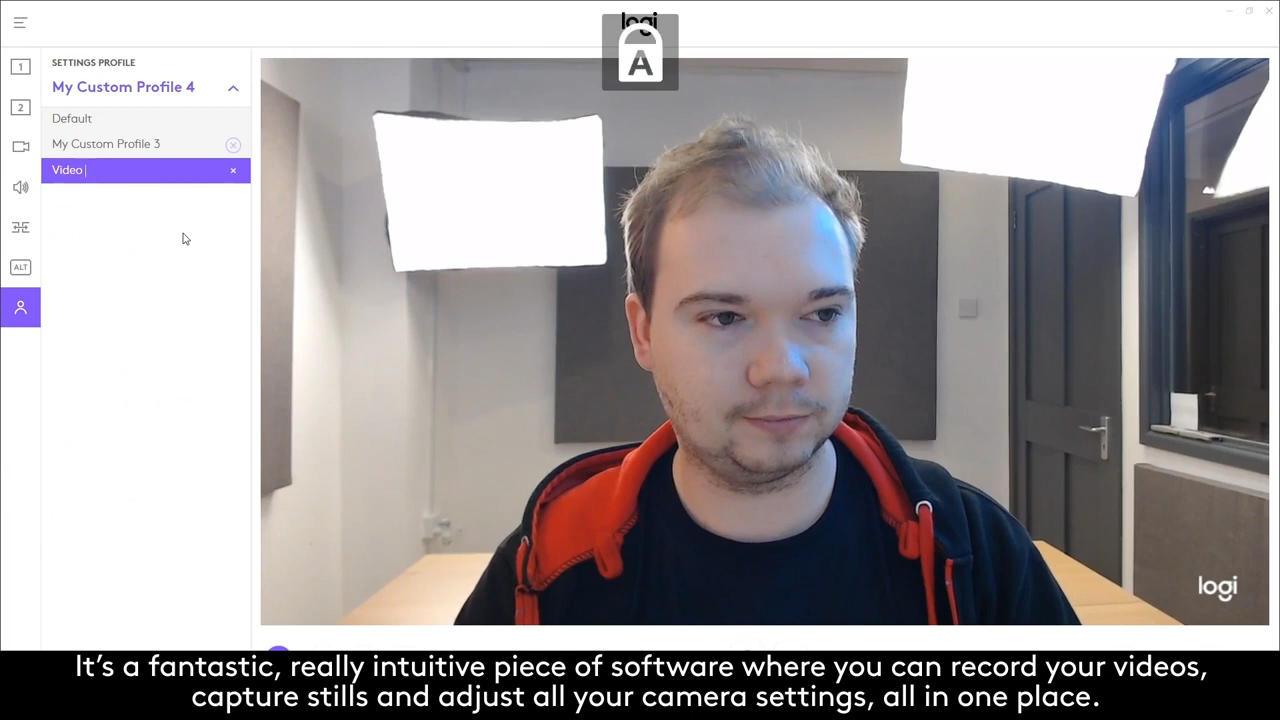 logi
A
1
SETTINGS PROFILE
My Custom Profile 4
2
Default
My Custom Profile 3
Video
ALT
logi
It's a fantastic, really intuitive piece of software where you can record your videos,
capture stills and adjust all your camera settings, all in one place.